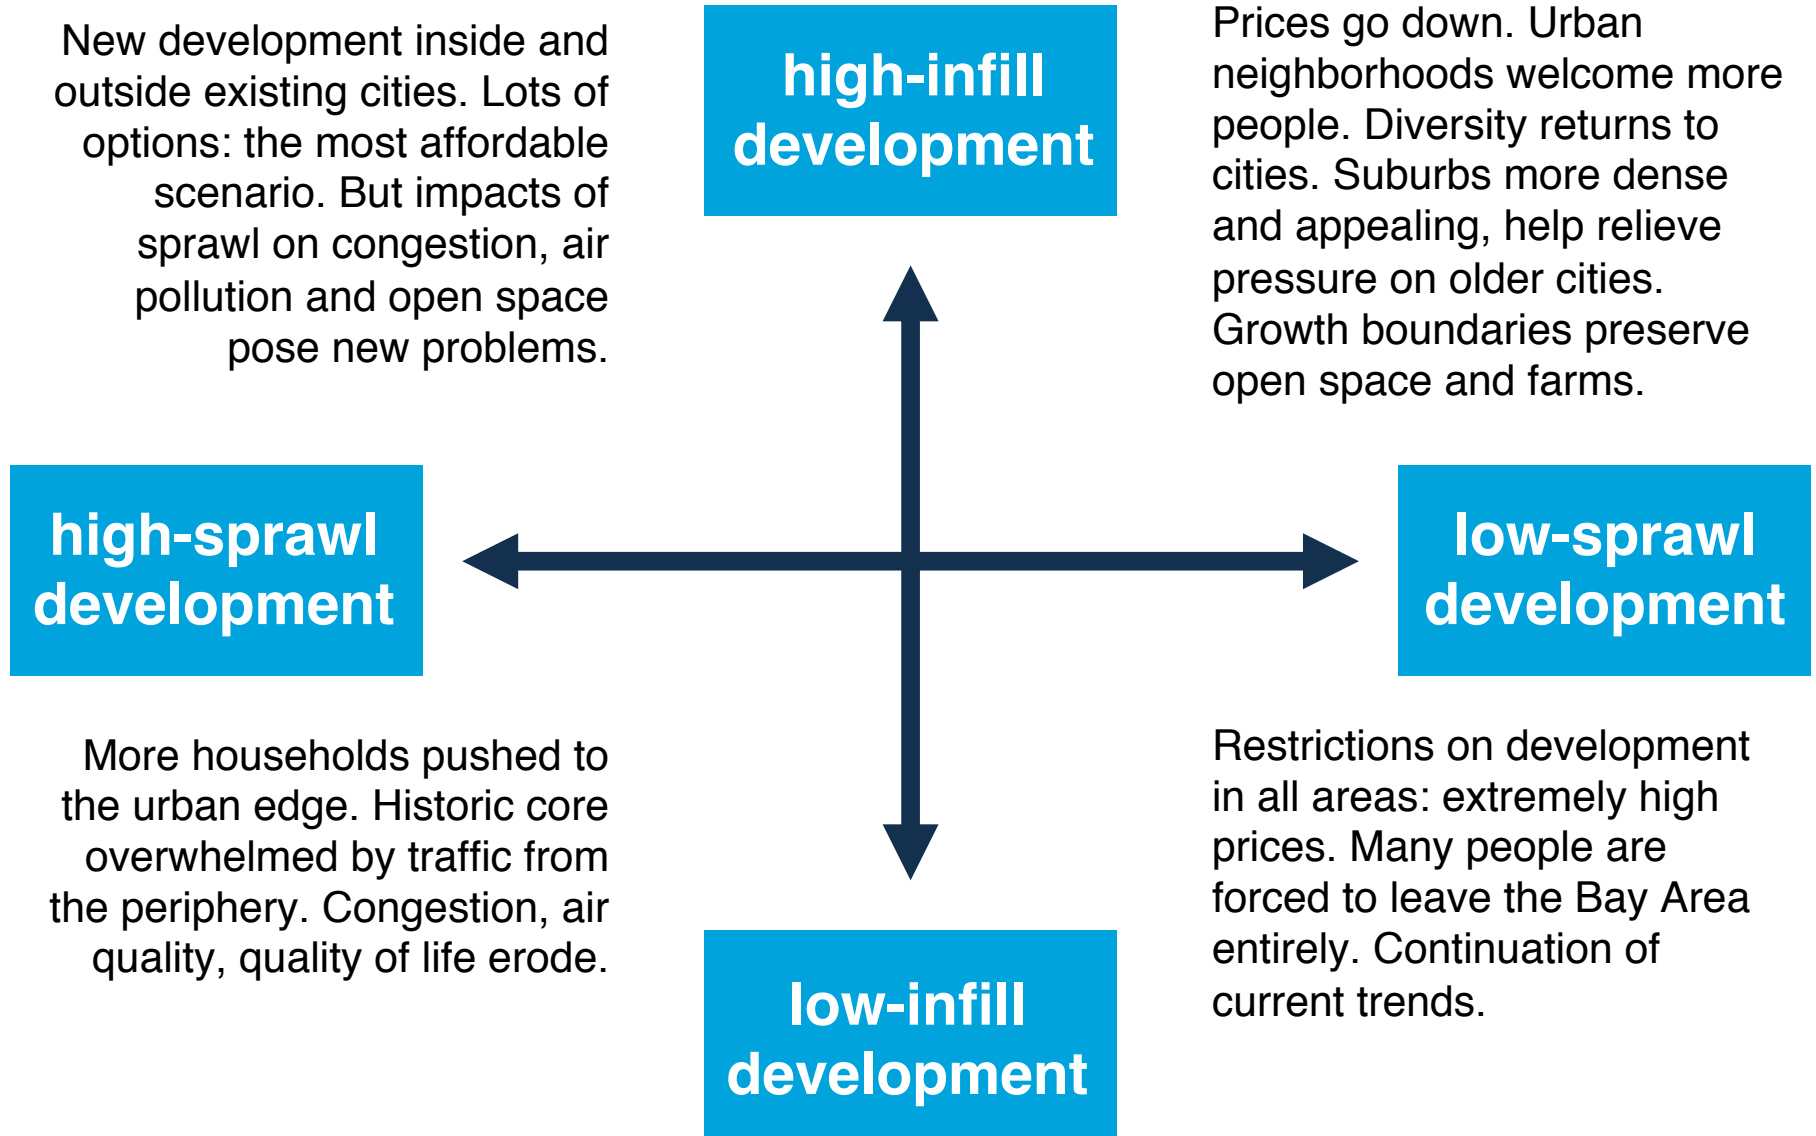 New development inside and
outside existing cities. Lots of
options: the most affordable
scenario. But impacts of
sprawl on congestion, air
pollution and open space
pose new problems.
high-infill
development
Prices go down. Urban
neighborhoods welcome more
people. Diversity returns to
cities. Suburbs more dense
and appealing, help relieve
pressure on older cities.
Growth boundaries preserve
open space and farms.
high-sprawl
development
low-sprawl
development
More households pushed to
the urban edge. Historic core
overwhelmed by traffic from
the periphery. Congestion, air
quality, quality of life erode.
low-infill
development
Restrictions on development
in all areas: extremely high
prices. Many people are
forced to leave the Bay Area
entirely. Continuation of
current trends.